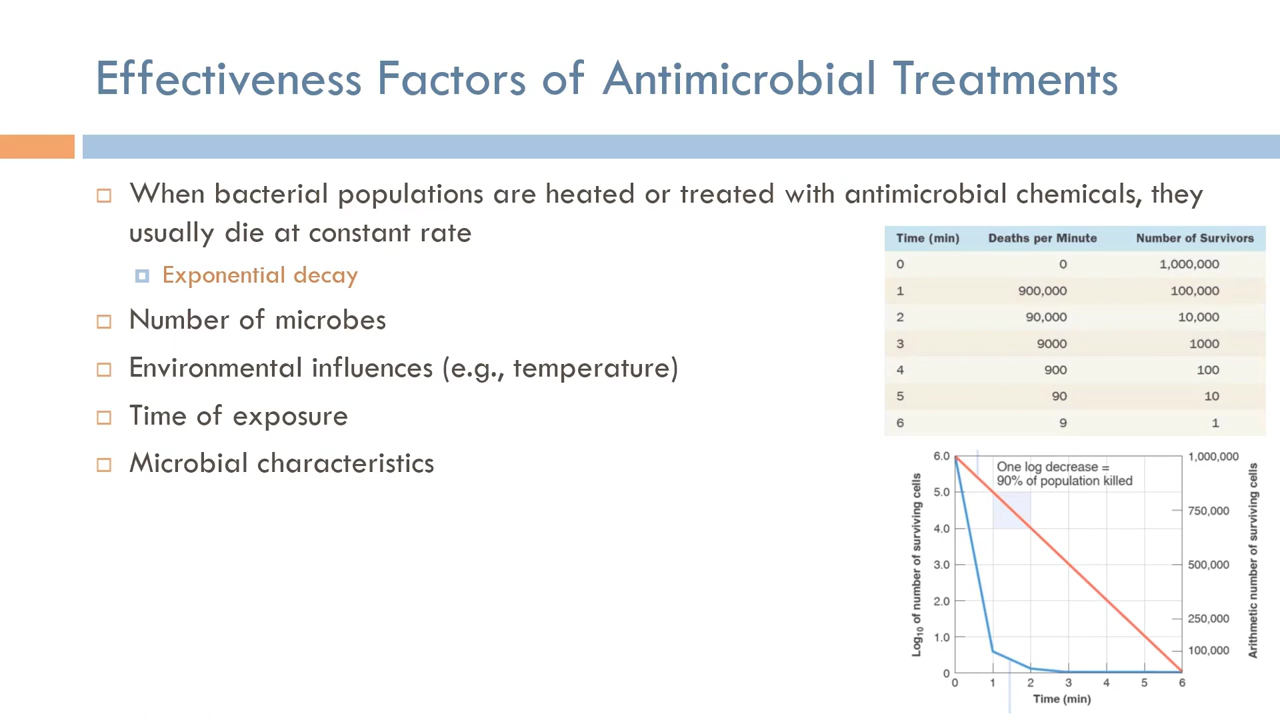 Effectiveness Factors of Antimicrobial Treatments
When bacterial populations are heated or treated with antimicrobial chemicals, they
usually die at constant rate
Exponential decay
Number of microbes
Environmental influences (e.g., temperature)
Time of exposure
Microbial characteristics
Time (min) Deaths per Minute Number of Survivors
0 0 1,000,000
1 900,000 100,000
2 90,000 10,000
3 9000 1000
4 900 100
5 90 10
6 9 1
One log decrease =
90% of population killed
Log10 of number of surviving cells
6.0
5.0
4.0
3.0
2.0
1.0
0
1,000,000
750,000
500,000
250,000
100,000
Arithmetic number of surviving cells
0 1 2 3 4 5 6
Time (min)